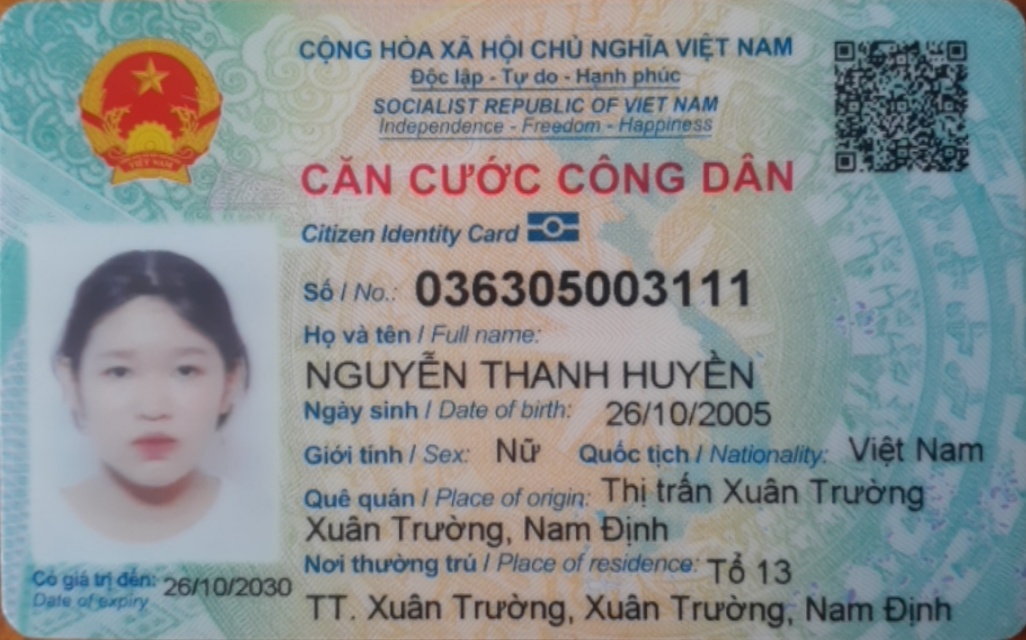 CỘNG HÒA XÃ HỘI CHỦ NGHĨA VIỆT NAM
Độc lập - Tự do - Hạnh phúc
SOCIALIST REPUBLIC OF VIET NAM
Independence - Freedom - Happiness
CĂN CƯỚC CÔNG DÂN
Citizen Identity Card
Số / No.: 036305003111
Họ và tên / Full name:
NGUYỄN THANH HUYỀN
Ngày sinh / Date of birth: 26/10/2005
Giới tính / Sex: Nữ Quốc tịch / Nationality: Việt Nam
Quê quán / Place of origin: Thị trấn Xuân Trường
Xuân Trường, Nam Định
Nơi thường trú / Place of residence: Tổ 13
TT. Xuân Trường, Xuân Trường, Nam Định
Có giá trị đến: 26/10/2030
Date of expiry
VIỆT NAM